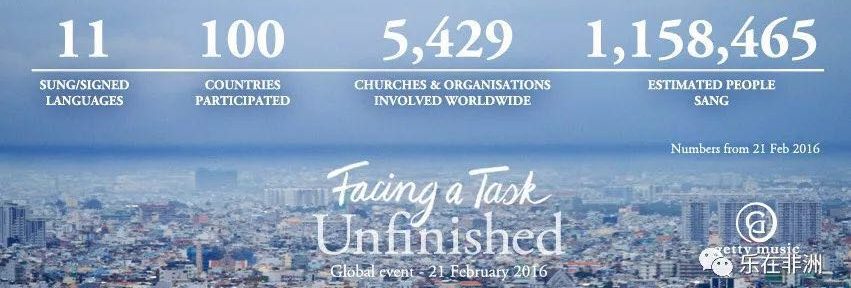 11
SUNG/SIGNED
LANGUAGES
100
COUNTRIES
PARTICIPATED
5,429
CHURCHES & ORGANISATIONS
INVOLVED WORLDWIDE
1,158,465
ESTIMATED PEOPLE
SANG
Numbers from 21 Feb 2016
Facing a Task
Unfinished
Global event - 21 February 2016
getty music
乐在非洲